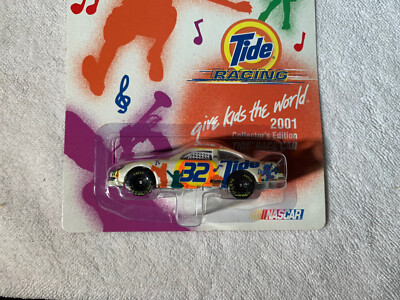 Tide
RACING
give kids the world
2001
Collector's Edition
32
Tide
NASCAR